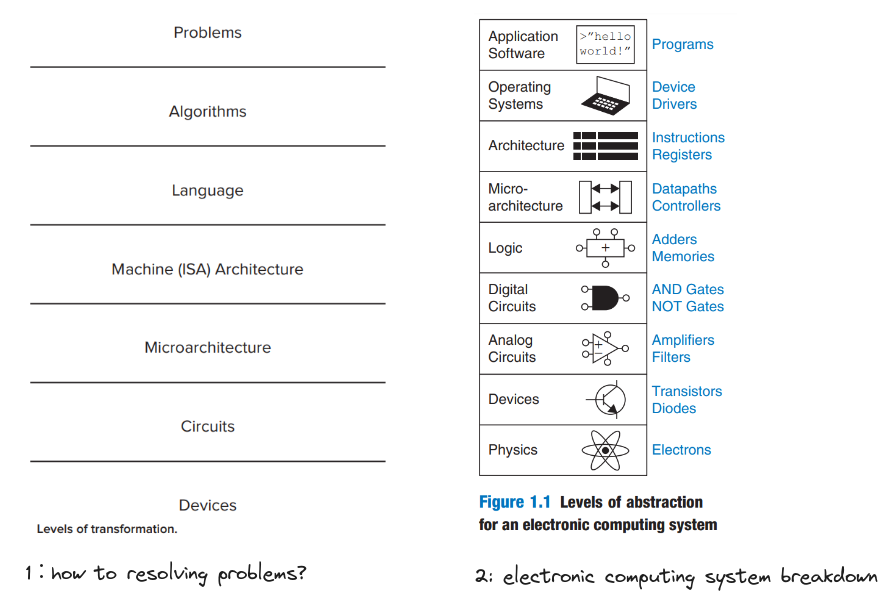 Problems
Algorithms
Language
Machine (ISA) Architecture
Microarchitecture
Circuits
Devices
Levels of transformation.
1: how to resolving problems?
Application
Software
>"hello
world!"
Programs
Operating
Systems
Device
Drivers
Architecture
Instructions
Registers
Micro-
architecture
Datapaths
Controllers
Logic
+
Adders
Memories
Digital
Circuits
AND Gates
NOT Gates
Analog
Circuits
+
−
Amplifiers
Filters
Devices
Transistors
Diodes
Physics
Electrons
Figure 1.1 Levels of abstraction
for an electronic computing system
2: electronic computing system breakdown